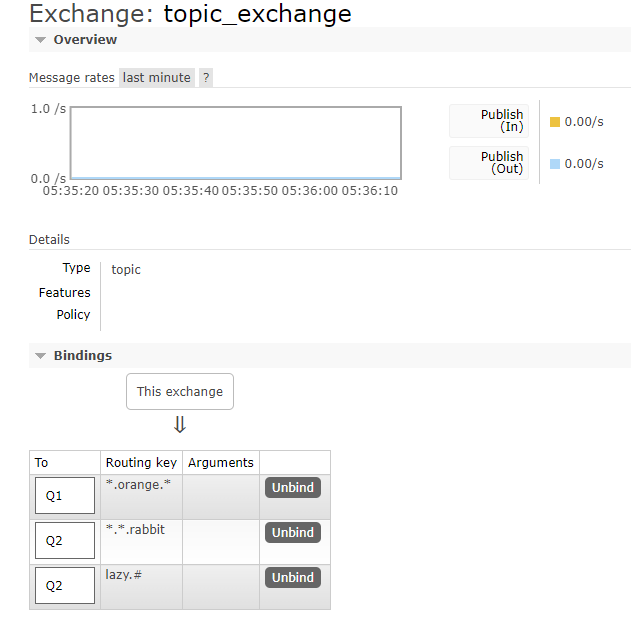 Exchange: topic_exchange
Overview
Message rates last minute ?
1.0 /s
0.0 /s
05:35:20 05:35:30 05:35:40 05:35:50 05:36:00 05:36:10
Publish
(In)
0.00/s
Publish
(Out)
0.00/s
Details
Type topic
Features
Policy
Bindings
This exchange
⇓
To Routing key Arguments
Q1 *.orange.* Unbind
Q2 *.*.rabbit Unbind
Q2 lazy.# Unbind